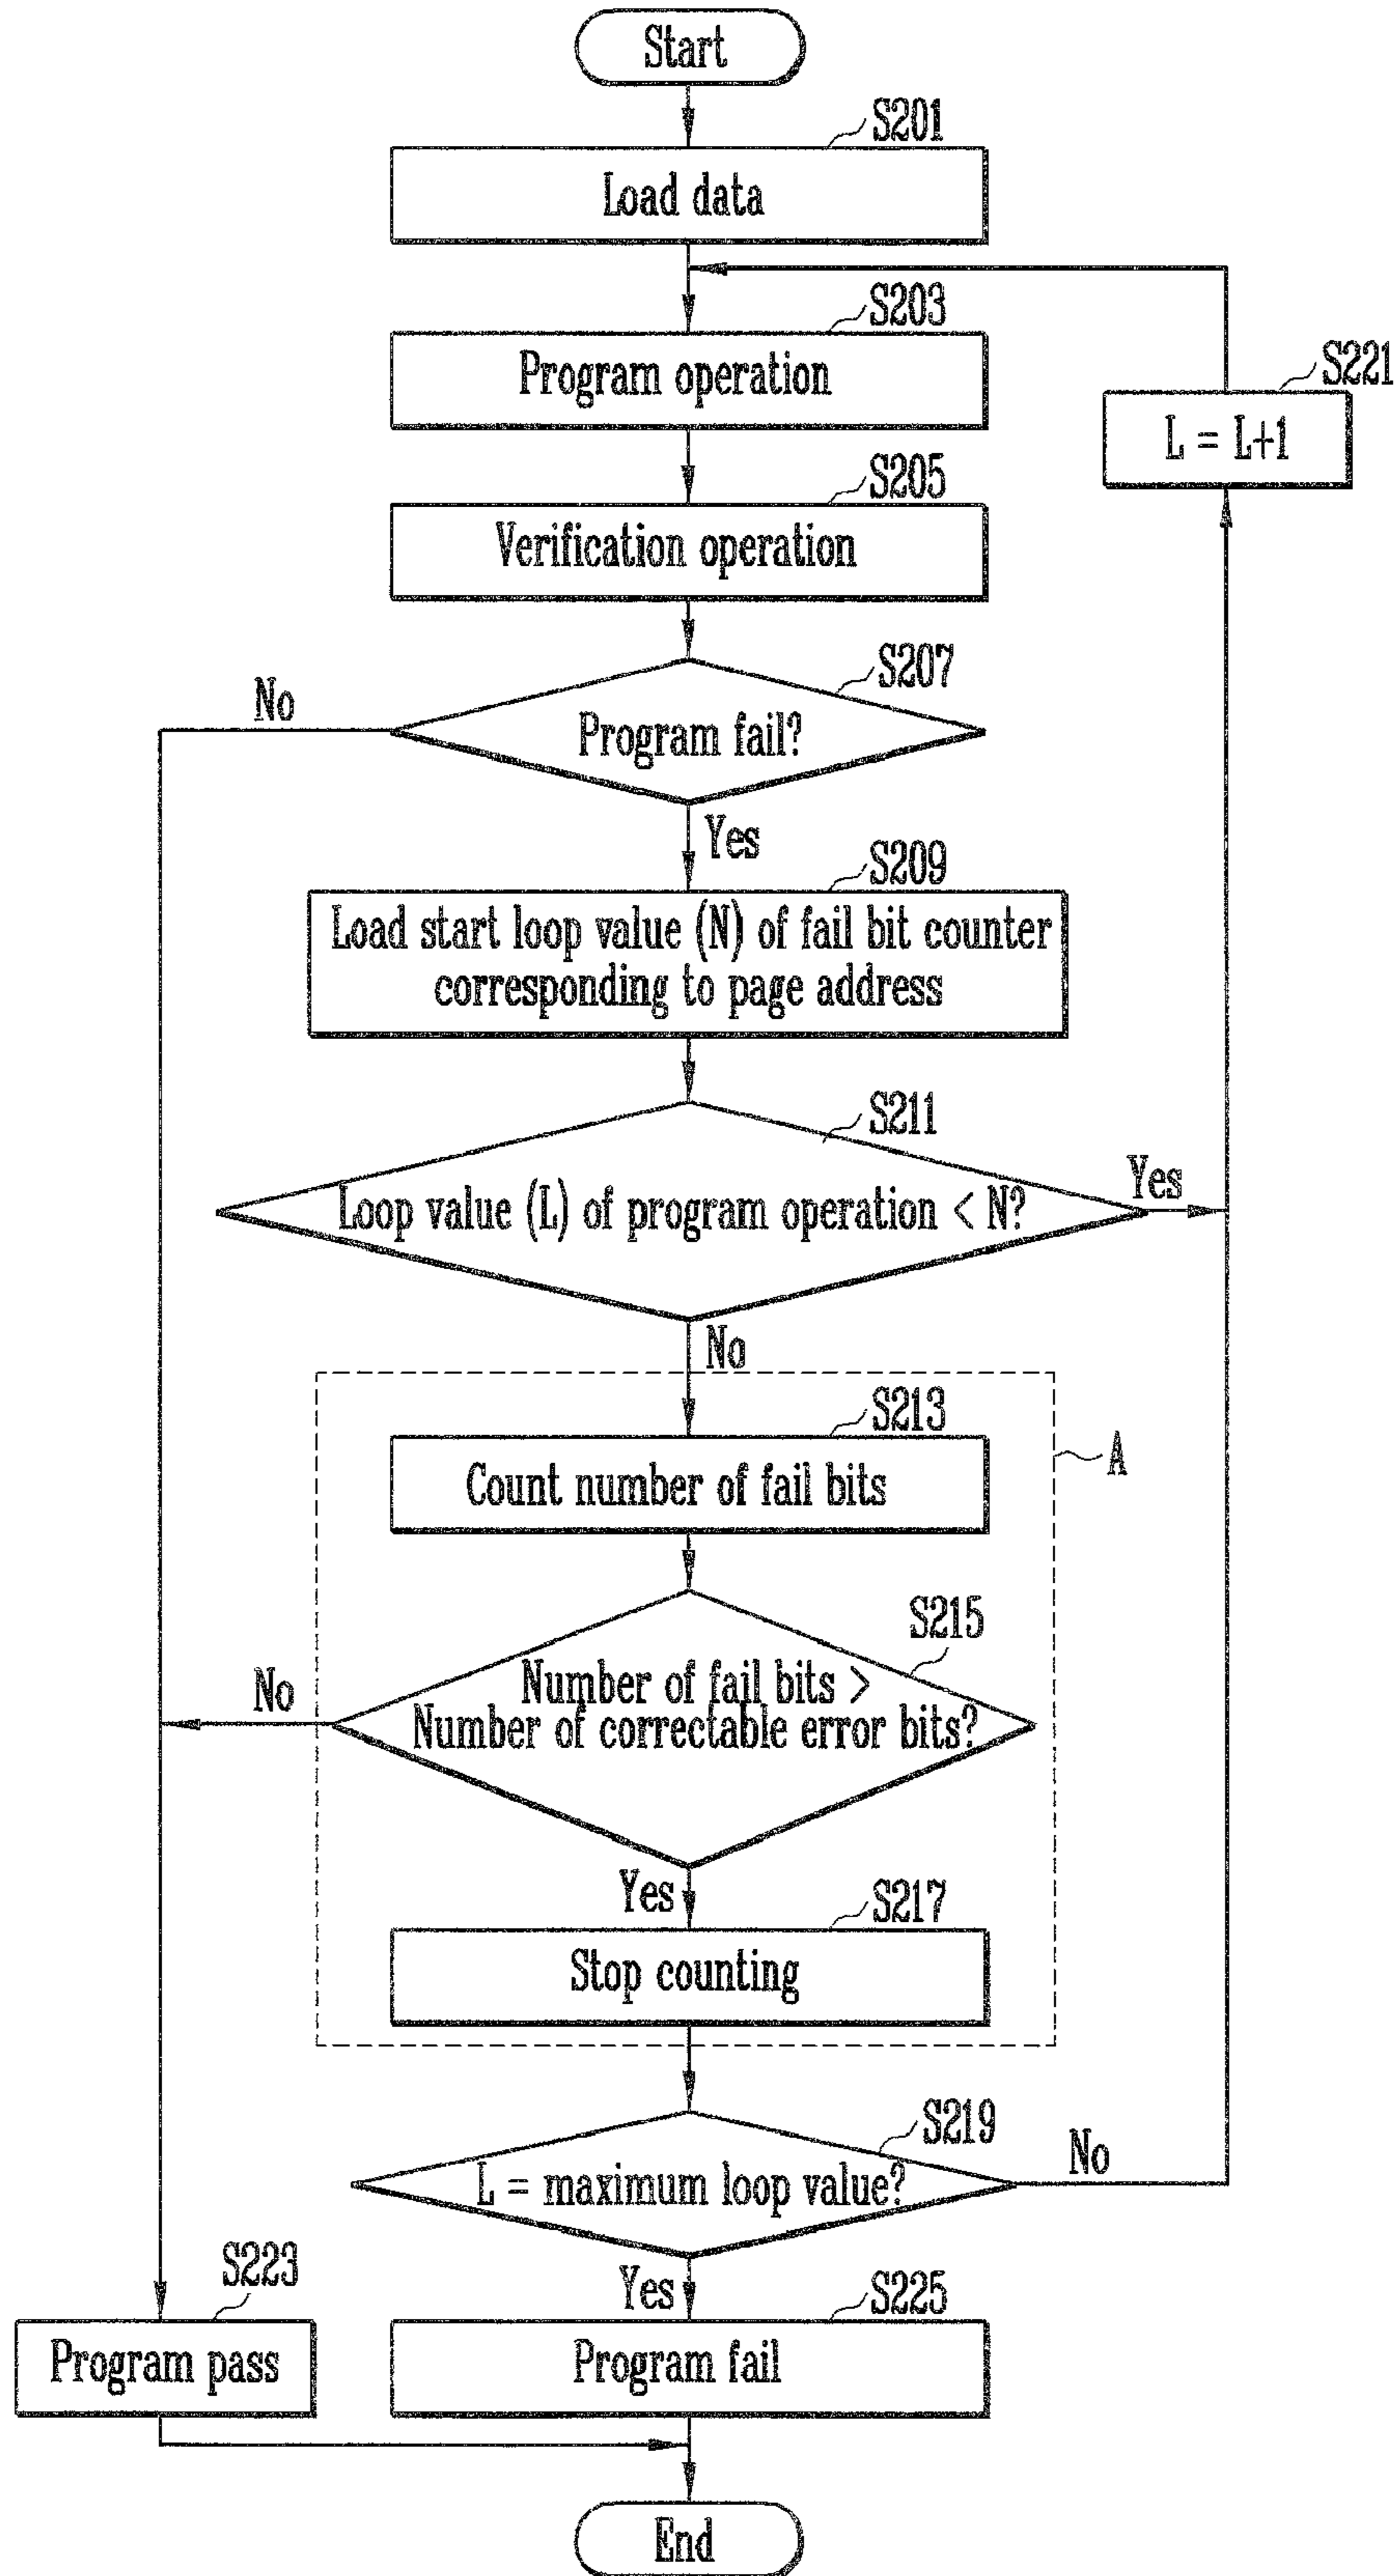 Start
S201
Load data
S203
Program operation
S221
L = L+1
S205
Verification operation
S207
No
Program fail?
Yes
S209
Load start loop value (N) of fail bit counter
corresponding to page address
S211
Yes
Loop value (L) of program operation < N?
No
S213
A
Count number of fail bits
S215
No
Number of fail bits >
Number of correctable error bits?
Yes
S217
Stop counting
S219
No
L = maximum loop value?
S223
Yes
S225
Program pass
Program fail
End